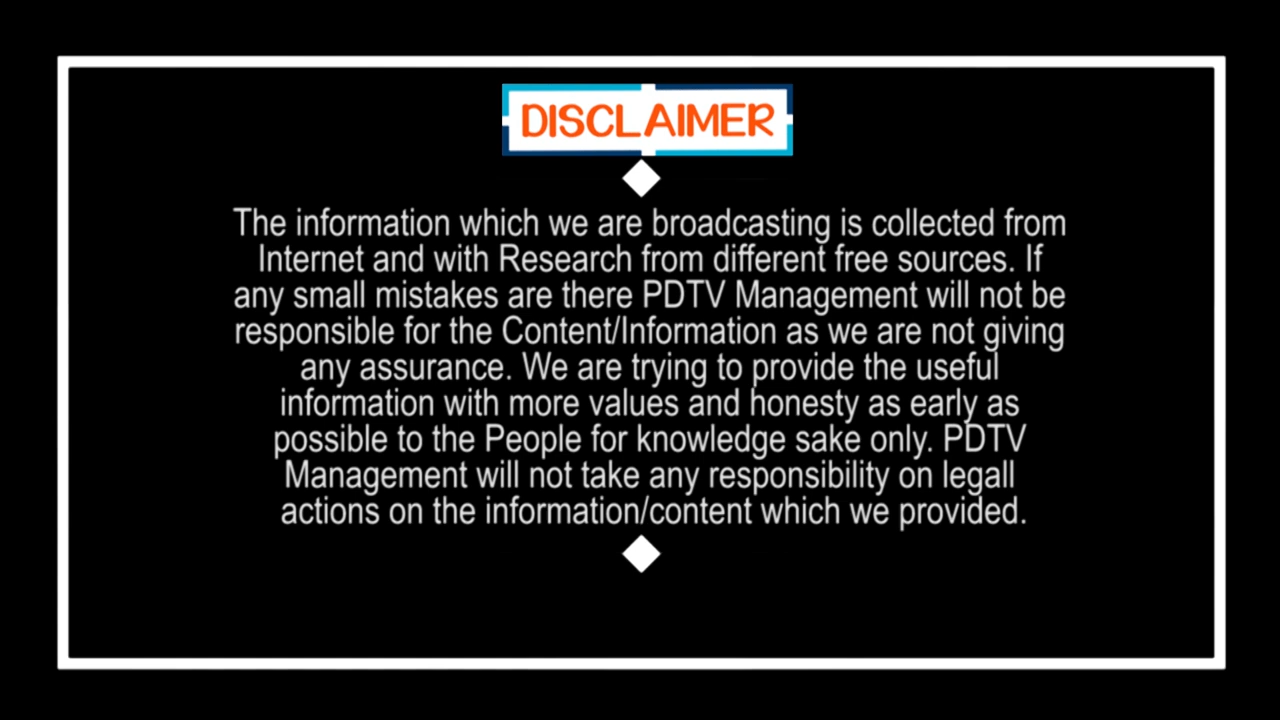 DISCLAIMER
The information which we are broadcasting is collected from
Internet and with Research from different free sources. If
any small mistakes are there PDTV Management will not be
responsible for the Content/Information as we are not giving
any assurance. We are trying to provide the useful
information with more values and honesty as early as
possible to the People for knowledge sake only. PDTV
Management will not take any responsibility on legall
actions on the information/content which we provided.